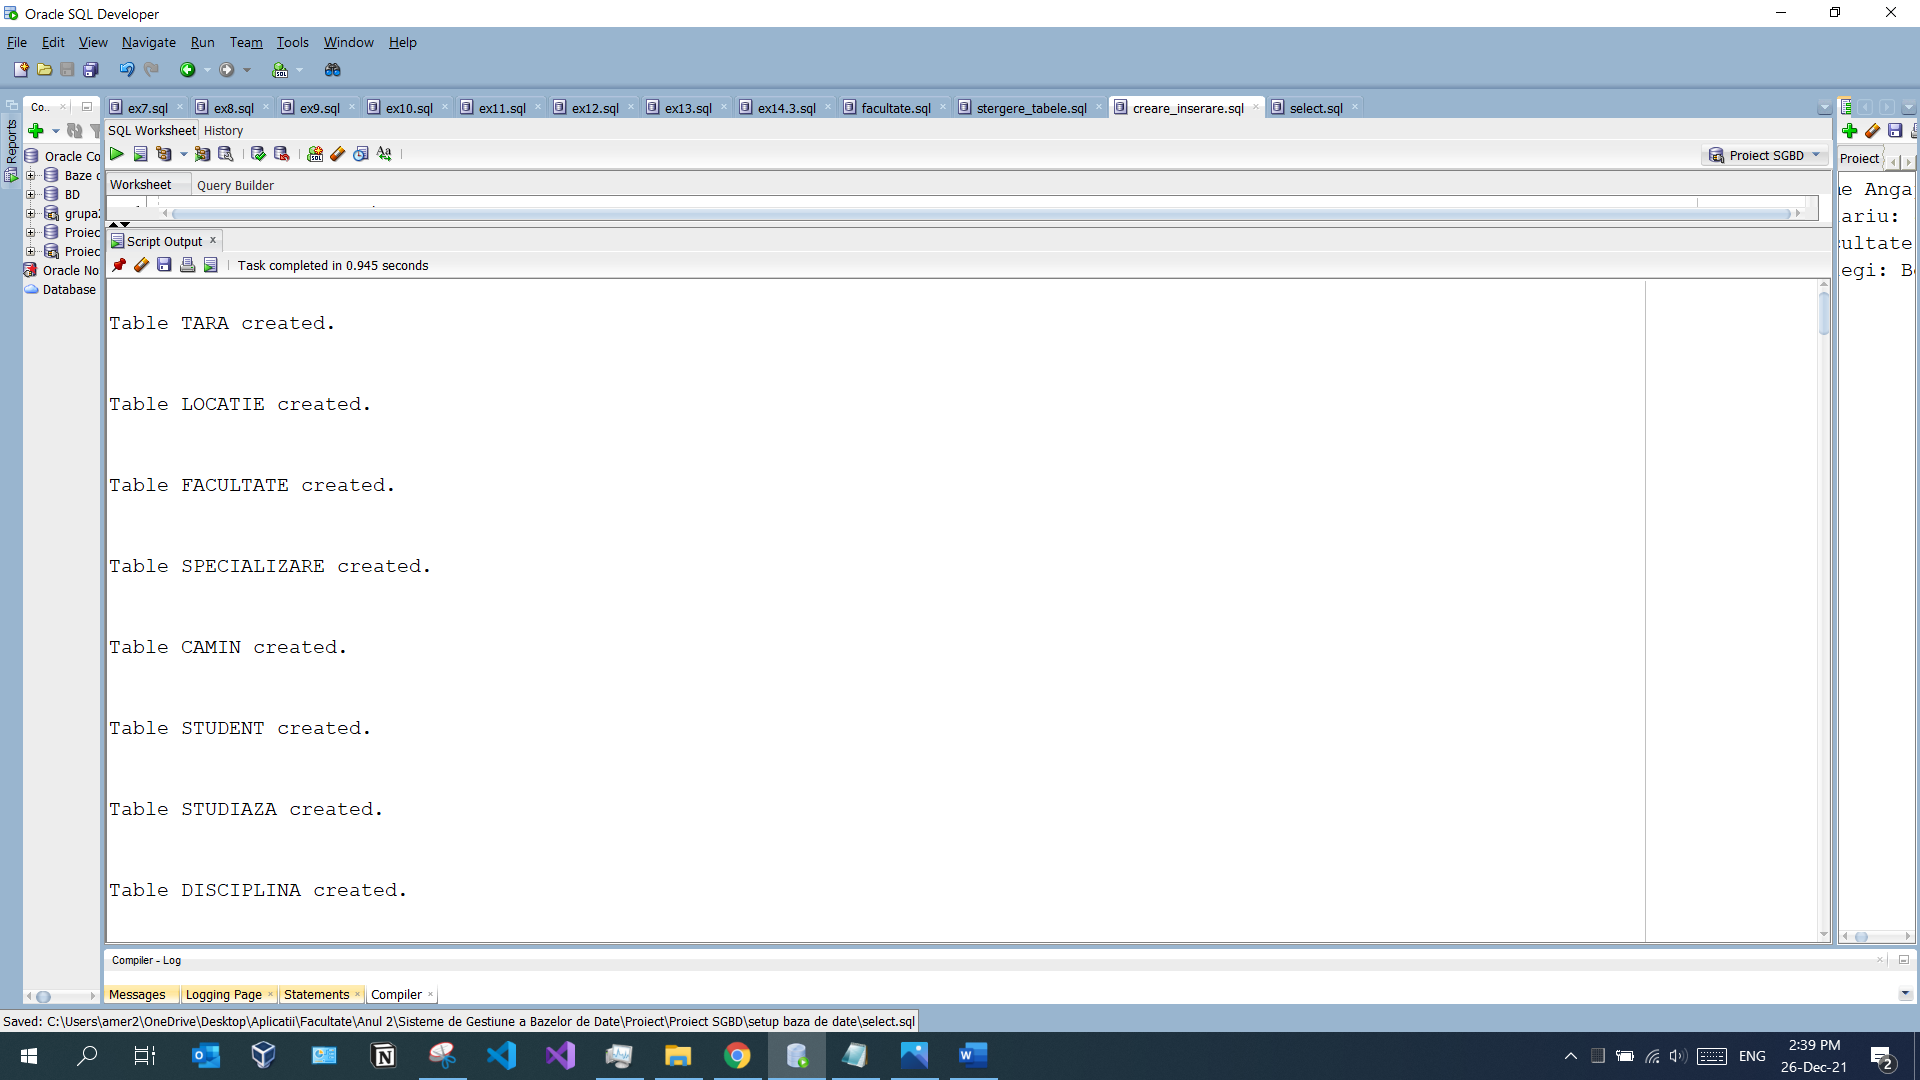 Oracle SQL Developer
File Edit View Navigate Run Team Tools Window Help
Co.. ex7.sql ex8.sql ex9.sql ex10.sql ex11.sql ex12.sql ex13.sql ex14.3.sql facultate.sql stergere_tabele.sql creare_inserare.sql select.sql
Reports
SQL Worksheet History
Oracle Co
Baze
BD
grupa
Proiec
Proiec
Oracle No
Database
Proiect SGBD
Worksheet Query Builder
Script Output
Task completed in 0.945 seconds
Table TARA created.
Table LOCATIE created.
Table FACULTATE created.
Table SPECIALIZARE created.
Table CAMIN created.
Table STUDENT created.
Table STUDIAZA created.
Table DISCIPLINA created.
Proiect
e Anga
ariu:
ultate
egi: B
Compiler - Log
Messages Logging Page Statements Compiler
Saved: C:\Users\amer2\OneDrive\Desktop\Aplicatii\Facultate\Anul 2\Sisteme de Gestiune a Bazelor de Date\Proiect\Proiect SGBD\setup baza de date\select.sql
ENG
2:39 PM
26-Dec-21
2